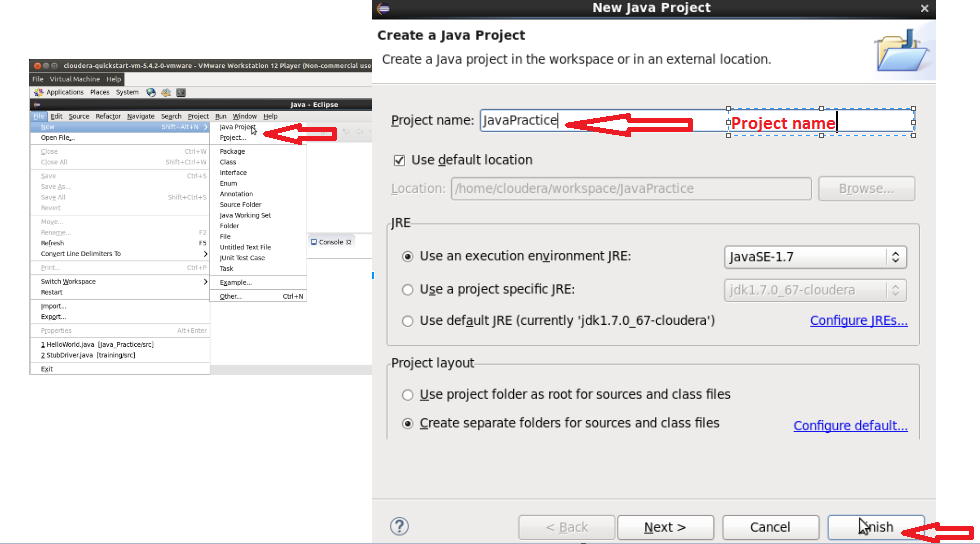 cloudera-quickstart-vm-5.4.2-0-vmware - VMware Workstation 12 Player (Non-commercial use
File Virtual Machine Help
Applications Places System
Java - Eclipse
File Edit Source Refactor Navigate Search Project Run Window Help
New Shift+Alt+N >
Open File...
Close Ctrl+W
Close All Shift+Ctrl+W
Save Ctrl+S
Save As...
Save All Shift+Ctrl+S
Revert
Move...
Rename... F2
Refresh F5
Convert Line Delimiters To >
Print... Ctrl+P
Switch Workspace >
Restart
Import...
Export...
Properties Alt+Enter
1 HelloWorld.java [Java_Practice/src]
2 StubDriver.java [training/src]
Exit
Java Project
Project...
Package
Class
Interface
Enum
Annotation
Source Folder
Java Working Set
Folder
File
Untitled Text File
JUnit Test Case
Task
Example...
Other... Ctrl+N
Console
New Java Project
Create a Java Project
Create a Java project in the workspace or in an external location.
Project name: JavaPractice Project name
Use default location
Location: /home/cloudera/workspace/JavaPractice Browse...
JRE
Use an execution environment JRE: JavaSE-1.7
Use a project specific JRE: jdk1.7.0_67-cloudera
Use default JRE (currently 'jdk1.7.0_67-cloudera') Configure JREs...
Project layout
Use project folder as root for sources and class files
Create separate folders for sources and class files Configure default...
? < Back Next > Cancel Finish